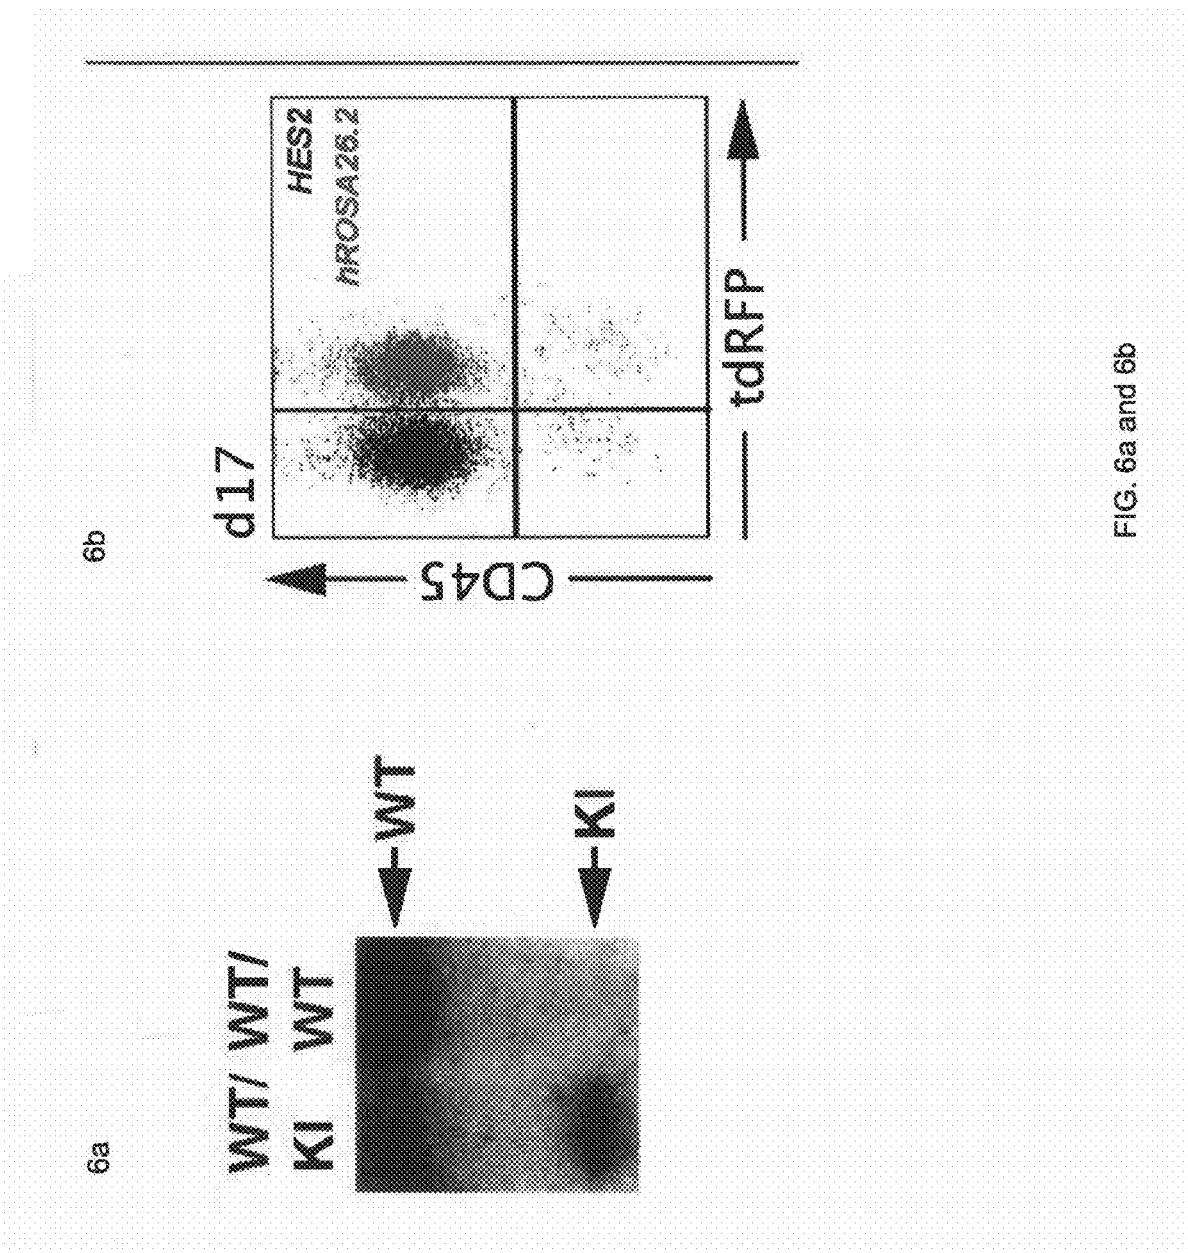 6a
WT/ WT/
KI WT
WT
KI
6b
d17
HES2
hROSA26.2
CD45
tdRFP
FIG. 6a and 6b